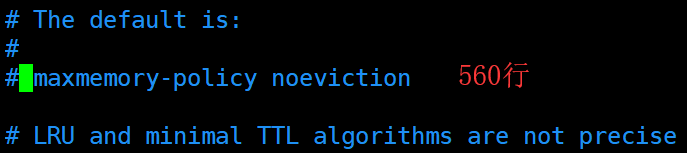 # The default is:
#
# maxmemory-policy noeviction 560行
# LRU and minimal TTL algorithms are not precise